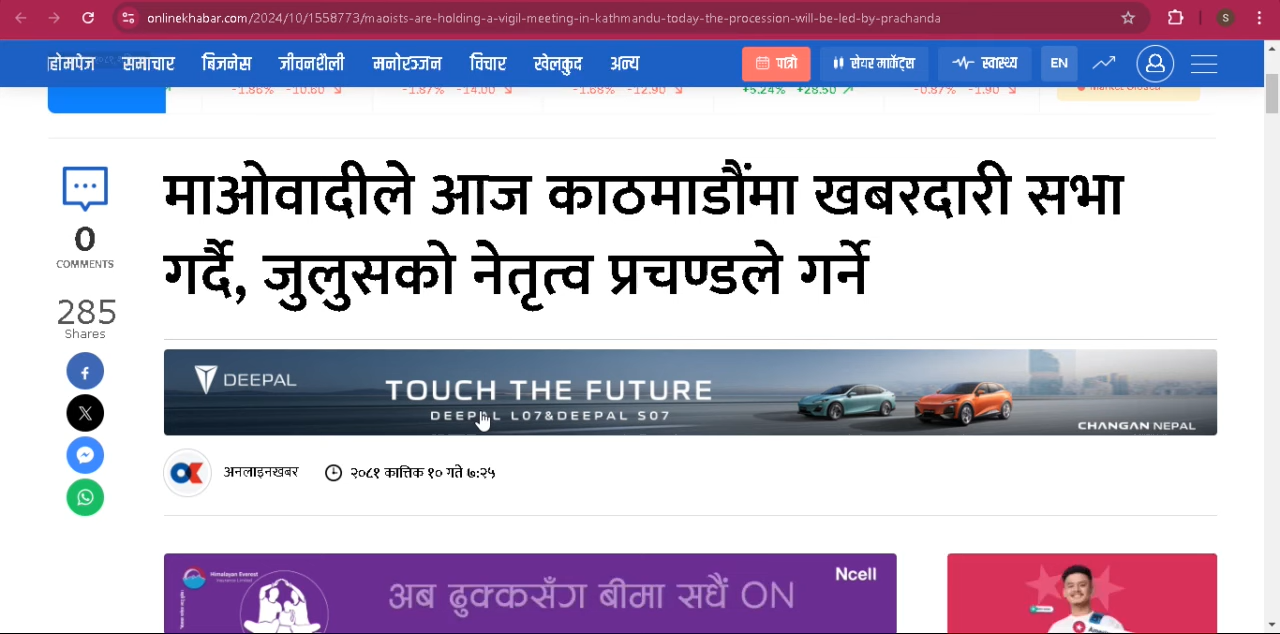 onlinekhabar.com/2024/10/1558773/maoists-are-holding-a-vigil-meeting-in-kathmandu-today-the-procession-will-be-led-by-prachanda
S
होमपेज समाचार बिजनेस जीवनशैली मनोरञ्जन विचार खेलकुद अन्य पात्रो सेयर मार्केट्स स्वास्थ्य EN
-1.86% -10.60 -1.87% -14.00 -1.68% -12.90 +5.24% +28.50 -0.87% -1.90 Market Closed
माओवादीले आज काठमाडौंमा खबरदारी सभा
गर्दै, जुलुसको नेतृत्व प्रचण्डले गर्ने
0
COMMENTS
285
Shares
DEEPAL
TOUCH THE FUTURE
DEEPAL L07&DEEPAL S07
CHANGAN NEPAL
अनलाइनखबर २०८१ कात्तिक १० गते ७:२५
Himalayan Everest
Insurance Limited
अब ढुक्कसँग बीमा सधैं ON
Ncell